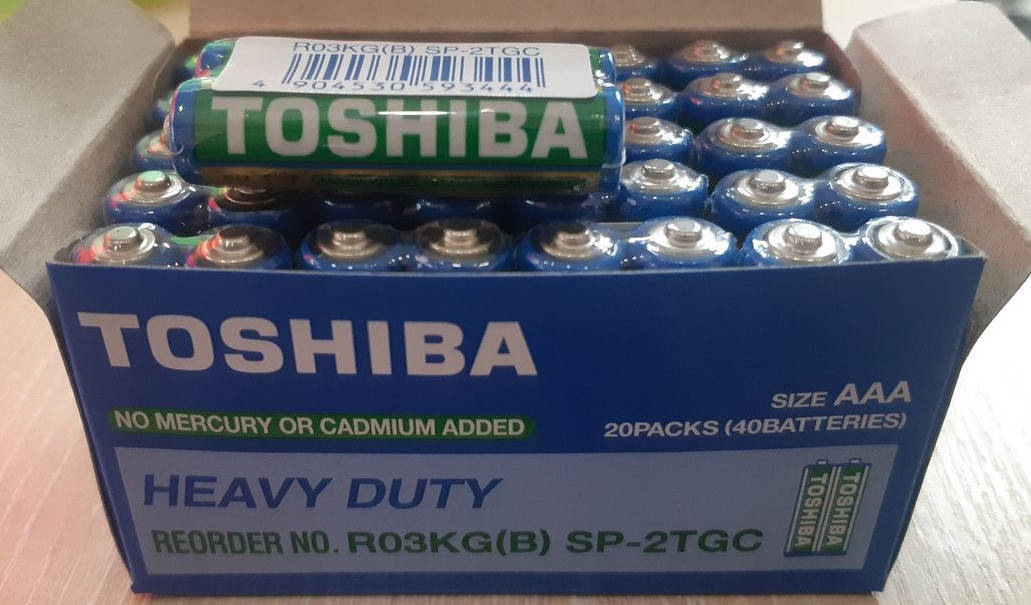 R03KG(B) SP-2TGC
4 904530 593444
TOSHIBA
TOSHIBA
NO MERCURY OR CADMIUM ADDED
SIZE AAA
20PACKS (40BATTERIES)
HEAVY DUTY
REORDER NO. R03KG(B) SP-2TGC
TOSHIBA
TOSHIBA